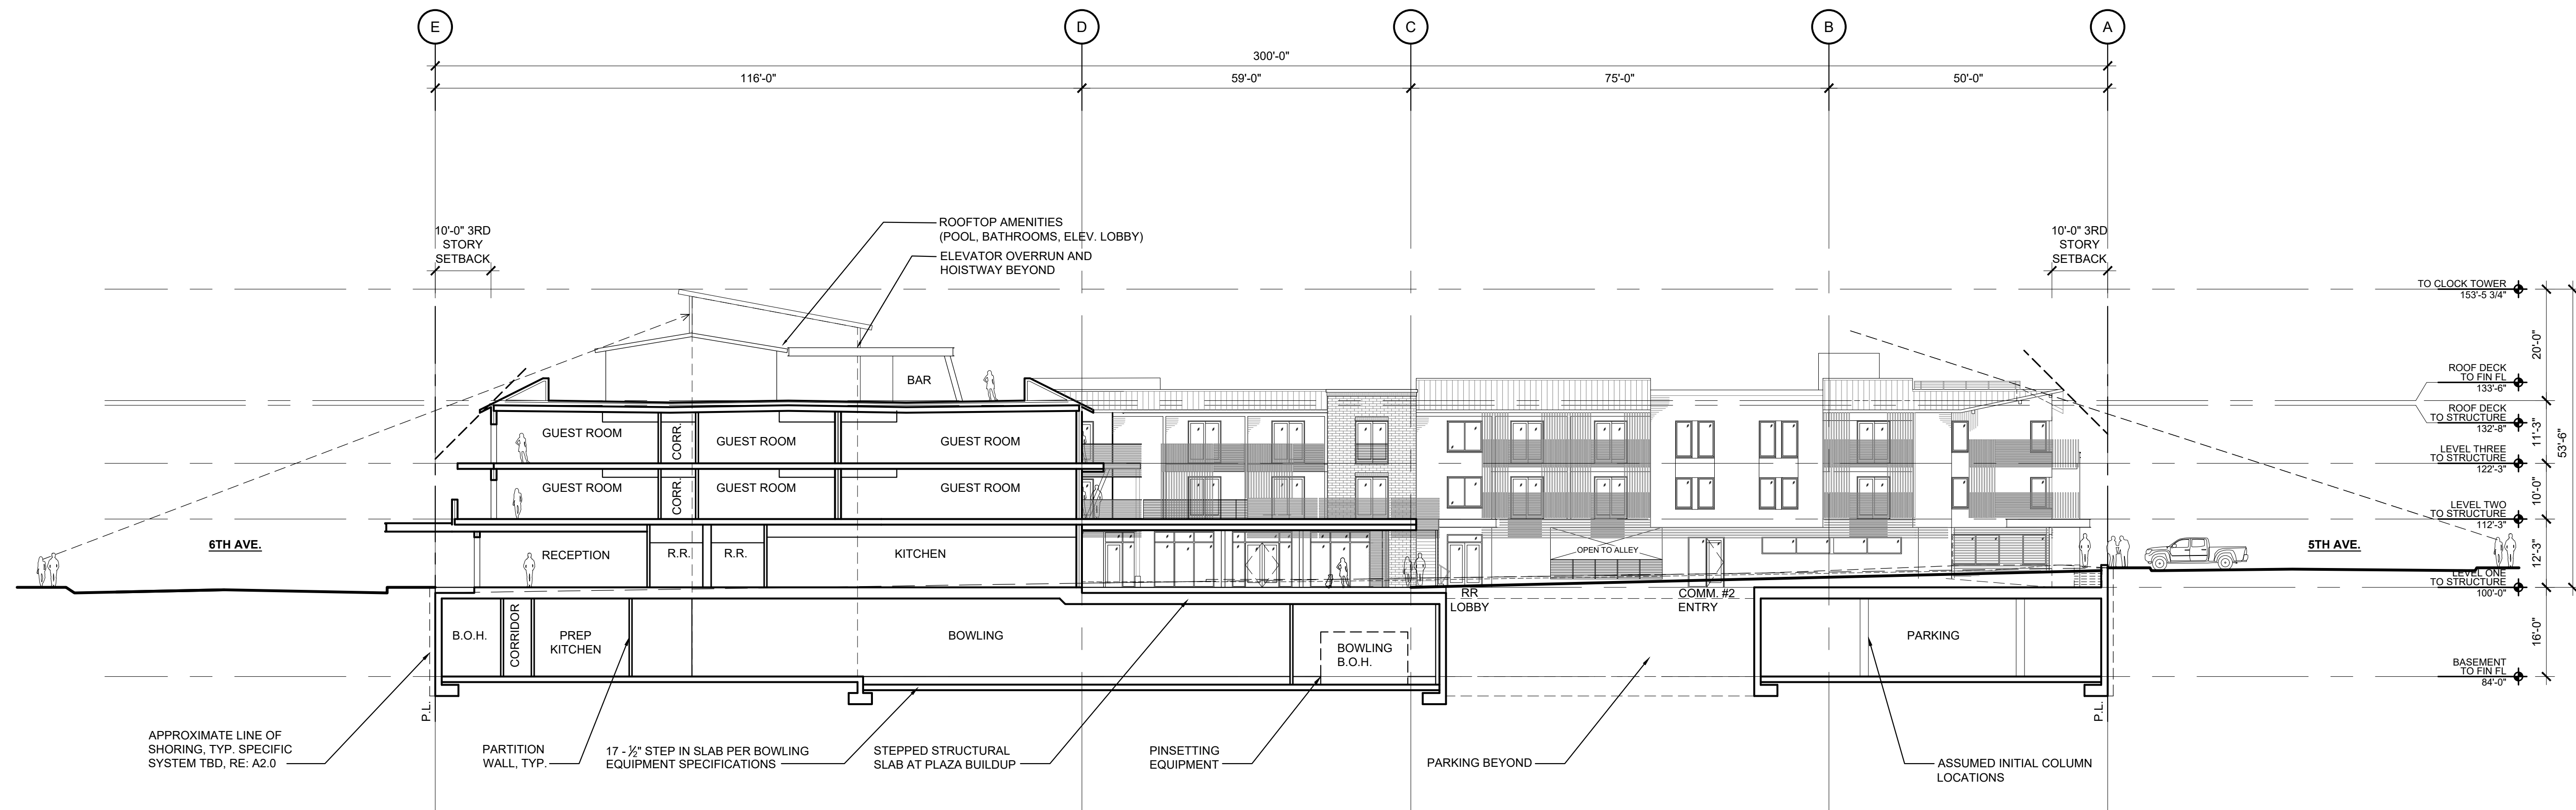 E
D
C
B
A
300'-0"
116'-0"
59'-0"
75'-0"
50'-0"
ROOFTOP AMENITIES
(POOL, BATHROOMS, ELEV. LOBBY)
ELEVATOR OVERRUN AND
HOISTWAY BEYOND
10'-0" 3RD
STORY
SETBACK
10'-0" 3RD
STORY
SETBACK
TO CLOCK TOWER
153'-5 3/4"
20'-0"
ROOF DECK
TO FIN FL
133'-6"
ROOF DECK
TO STRUCTURE
132'-8"
11'-3"
53'-6"
LEVEL THREE
TO STRUCTURE
122'-3"
10'-0"
LEVEL TWO
TO STRUCTURE
112'-3"
12'-3"
LEVEL ONE
TO STRUCTURE
100'-0"
16'-0"
BASEMENT
TO FIN FL
84'-0"
BAR
GUEST ROOM
CORR.
GUEST ROOM
GUEST ROOM
GUEST ROOM
CORR.
GUEST ROOM
GUEST ROOM
6TH AVE.
RECEPTION
R.R.
R.R.
KITCHEN
OPEN TO ALLEY
5TH AVE.
RR
LOBBY
COMM. #2
ENTRY
B.O.H.
CORRIDOR
PREP
KITCHEN
BOWLING
BOWLING
B.O.H.
PARKING
P.L.
P.L.
APPROXIMATE LINE OF
SHORING, TYP. SPECIFIC
SYSTEM TBD, RE: A2.0
PARTITION
WALL, TYP.
17 - ½" STEP IN SLAB PER BOWLING
EQUIPMENT SPECIFICATIONS
STEPPED STRUCTURAL
SLAB AT PLAZA BUILDUP
PINSETTING
EQUIPMENT
PARKING BEYOND
ASSUMED INITIAL COLUMN
LOCATIONS